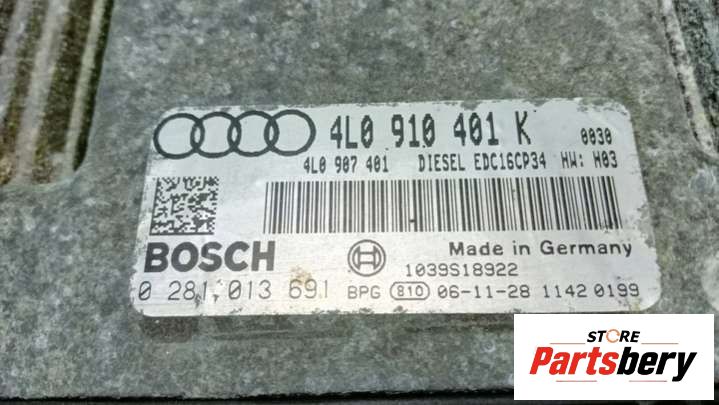 4L0 910 401 K 0030
4L0 907 401 DIESEL EDC16CP34 HW: H03
BOSCH
Made in Germany
1039S18922
0 281 013 691 BPG 810 06-11-28 1142 0199
STORE
Partsbery